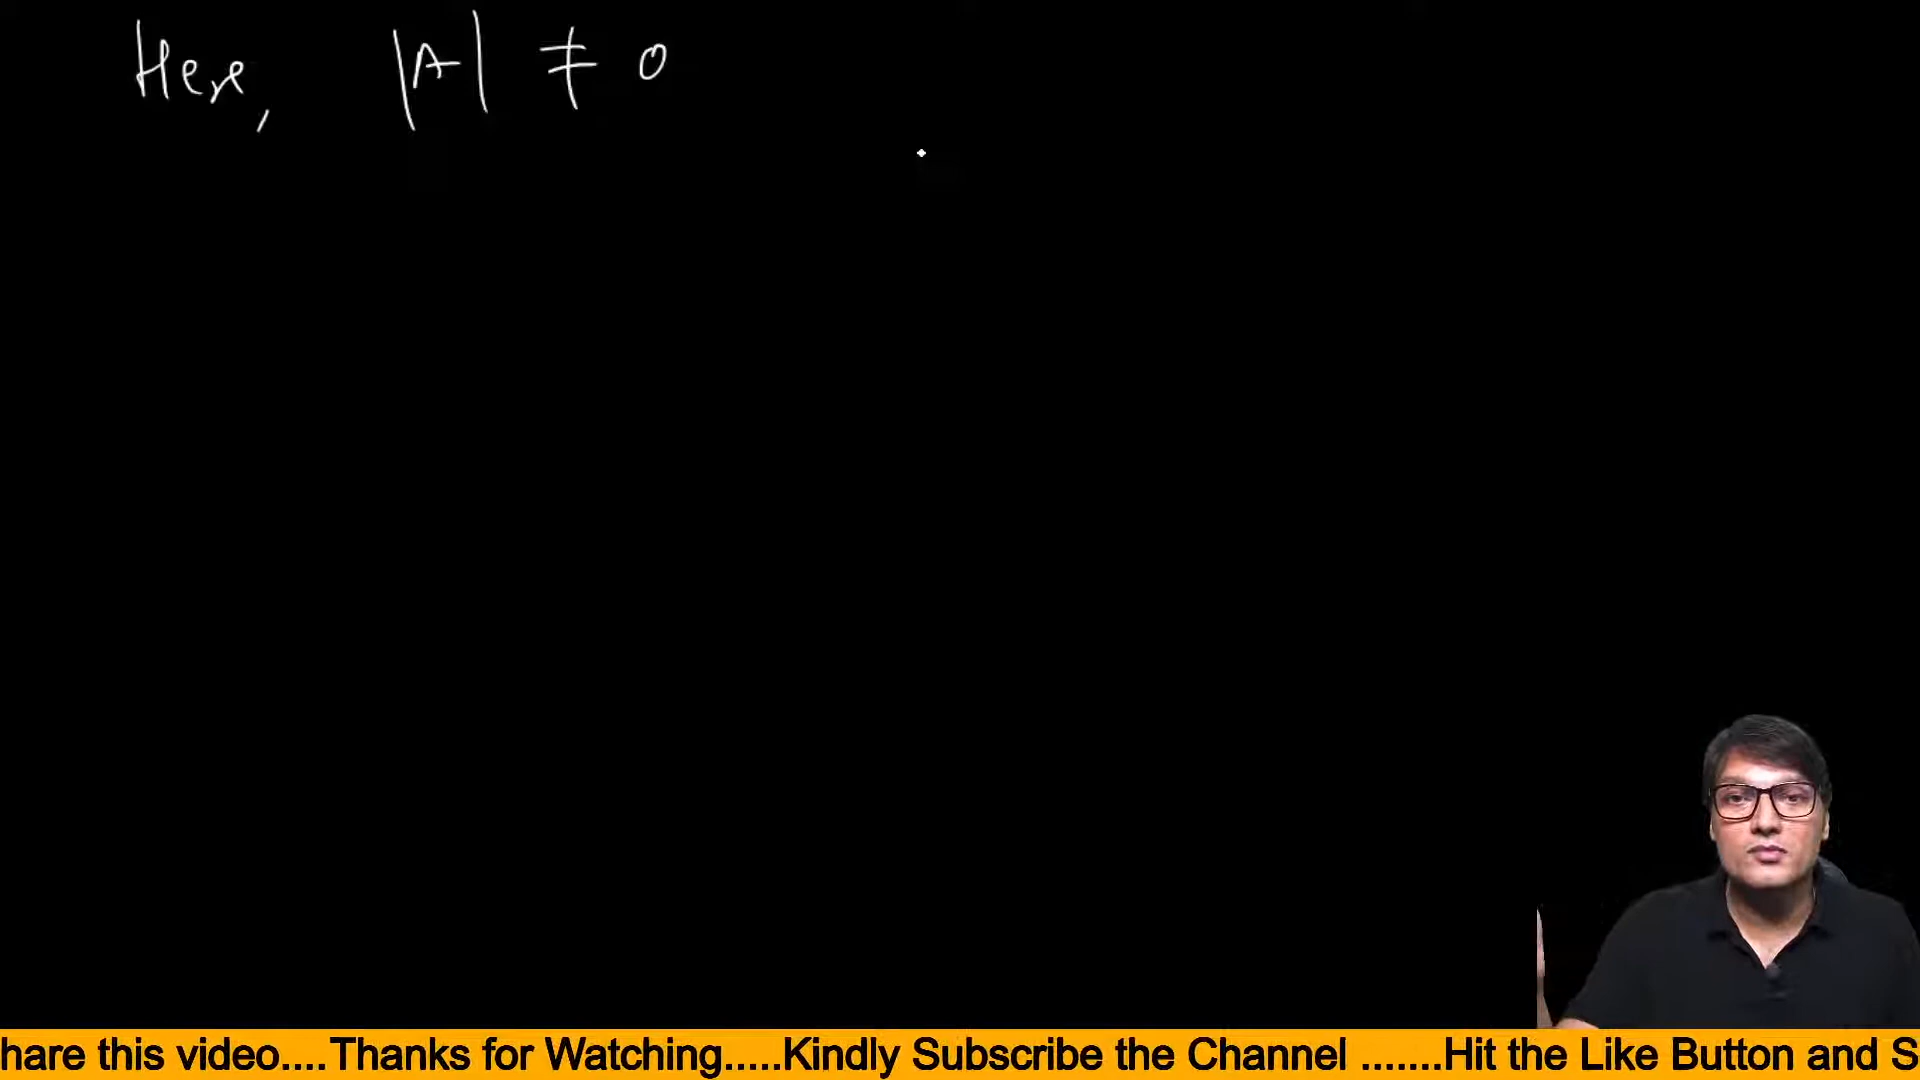 Here, |A| ≠ 0
hare this video....Thanks for Watching.....Kindly Subscribe the Channel .......Hit the Like Button and S